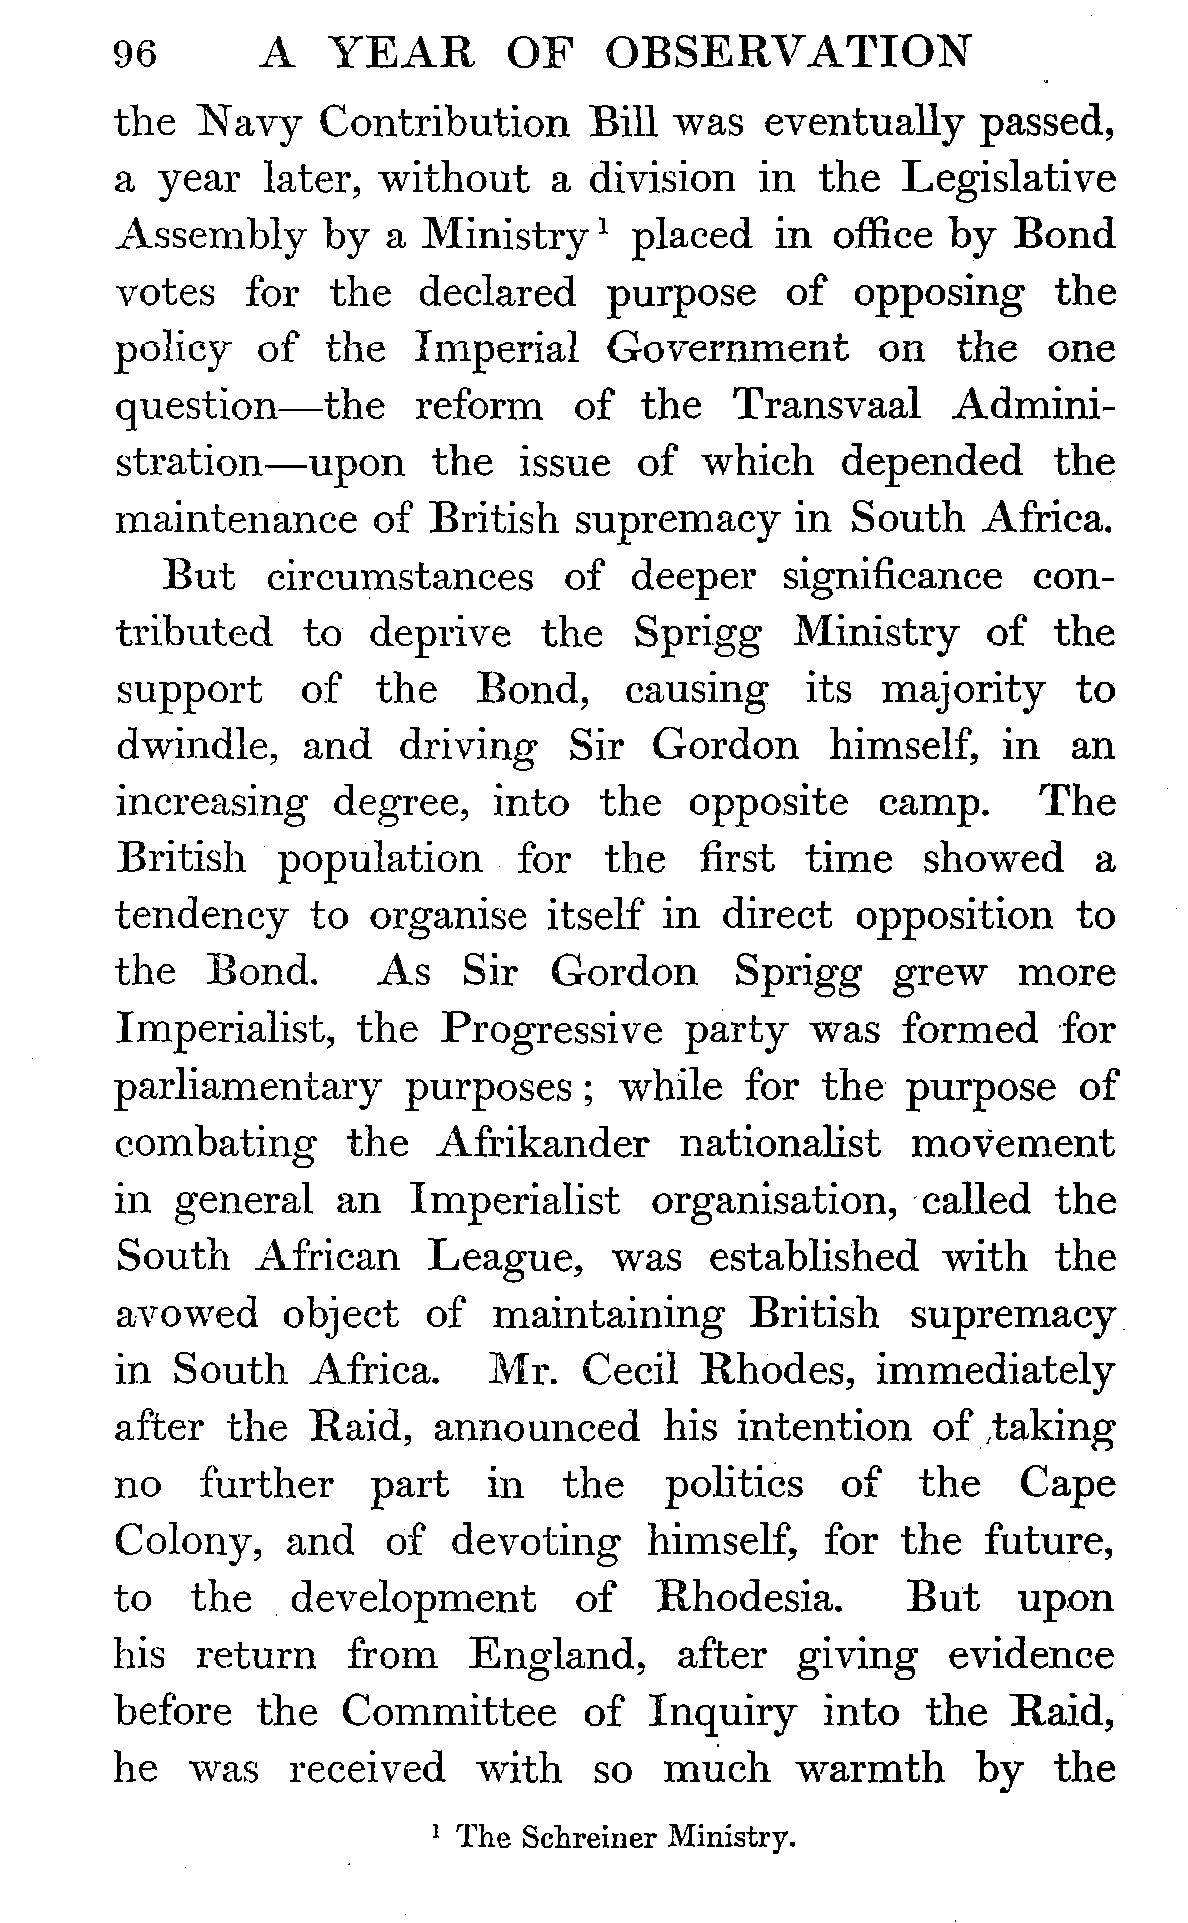 96 A YEAR OF OBSERVATION
the Navy Contribution Bill was eventually passed,
a year later, without a division in the Legislative
Assembly by a Ministry¹ placed in office by Bond
votes for the declared purpose of opposing the
policy of the Imperial Government on the one
question—the reform of the Transvaal Admini-
stration—upon the issue of which depended the
maintenance of British supremacy in South Africa.
But circumstances of deeper significance con-
tributed to deprive the Sprigg Ministry of the
support of the Bond, causing its majority to
dwindle, and driving Sir Gordon himself, in an
increasing degree, into the opposite camp. The
British population for the first time showed a
tendency to organise itself in direct opposition to
the Bond. As Sir Gordon Sprigg grew more
Imperialist, the Progressive party was formed for
parliamentary purposes; while for the purpose of
combating the Afrikander nationalist movement
in general an Imperialist organisation, called the
South African League, was established with the
avowed object of maintaining British supremacy
in South Africa. Mr. Cecil Rhodes, immediately
after the Raid, announced his intention of taking
no further part in the politics of the Cape
Colony, and of devoting himself, for the future,
to the development of Rhodesia. But upon
his return from England, after giving evidence
before the Committee of Inquiry into the Raid,
he was received with so much warmth by the
¹ The Schreiner Ministry.